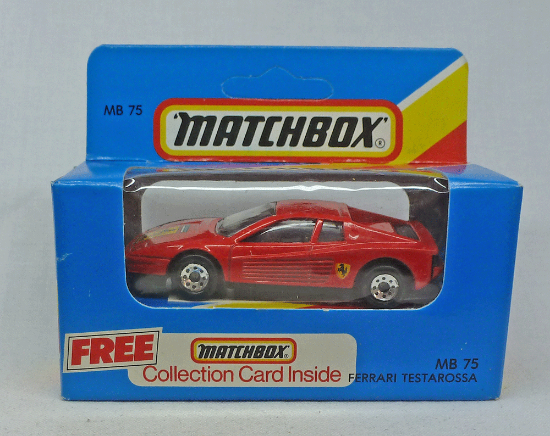 MB 75
"MATCHBOX"®
FREE
"MATCHBOX"®
Collection Card Inside
MB 75
FERRARI TESTAROSSA